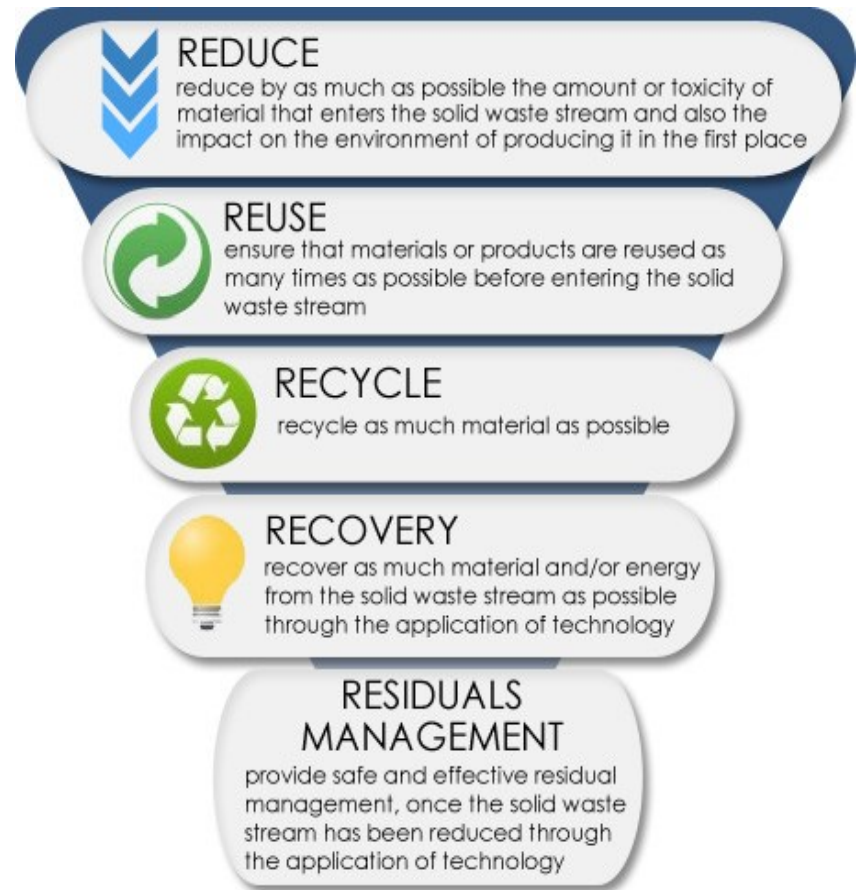 REDUCE
reduce by as much as possible the amount or toxicity of
material that enters the solid waste stream and also the
impact on the environment of producing it in the first place
REUSE
ensure that materials or products are reused as
many times as possible before entering the solid
waste stream
RECYCLE
recycle as much material as possible
RECOVERY
recover as much material and/or energy
from the solid waste stream as possible
through the application of technology
RESIDUALS
MANAGEMENT
provide safe and effective residual
management, once the solid waste
stream has been reduced through
the application of technology